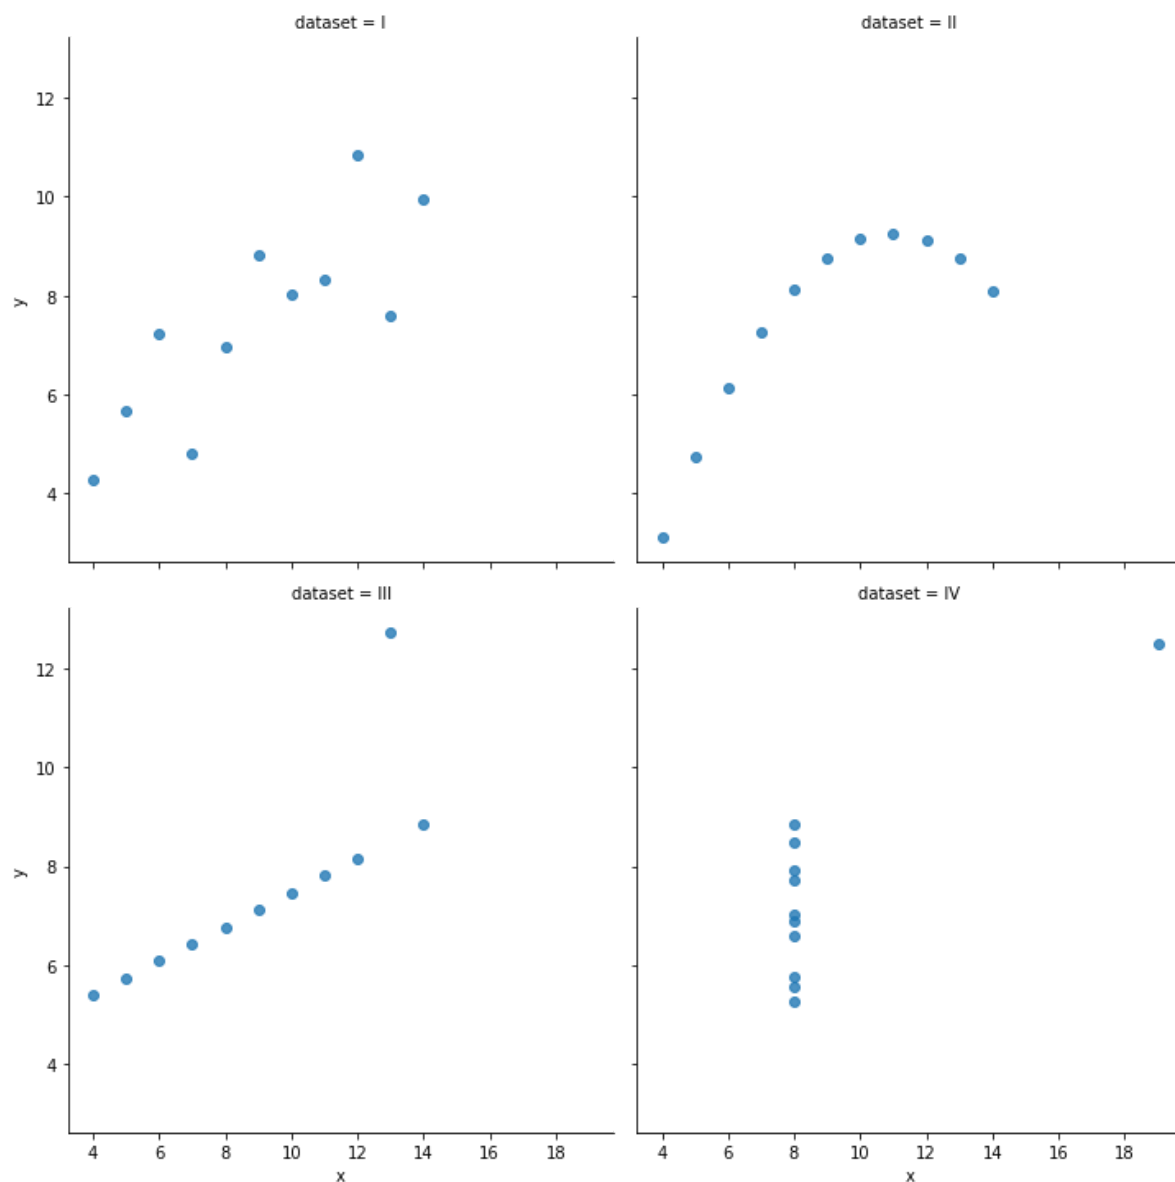 dataset = I
dataset = II
12
10
8
6
4
y
dataset = III
dataset = IV
12
10
8
6
4
y
4 6 8 10 12 14 16 18
4 6 8 10 12 14 16 18
x
x